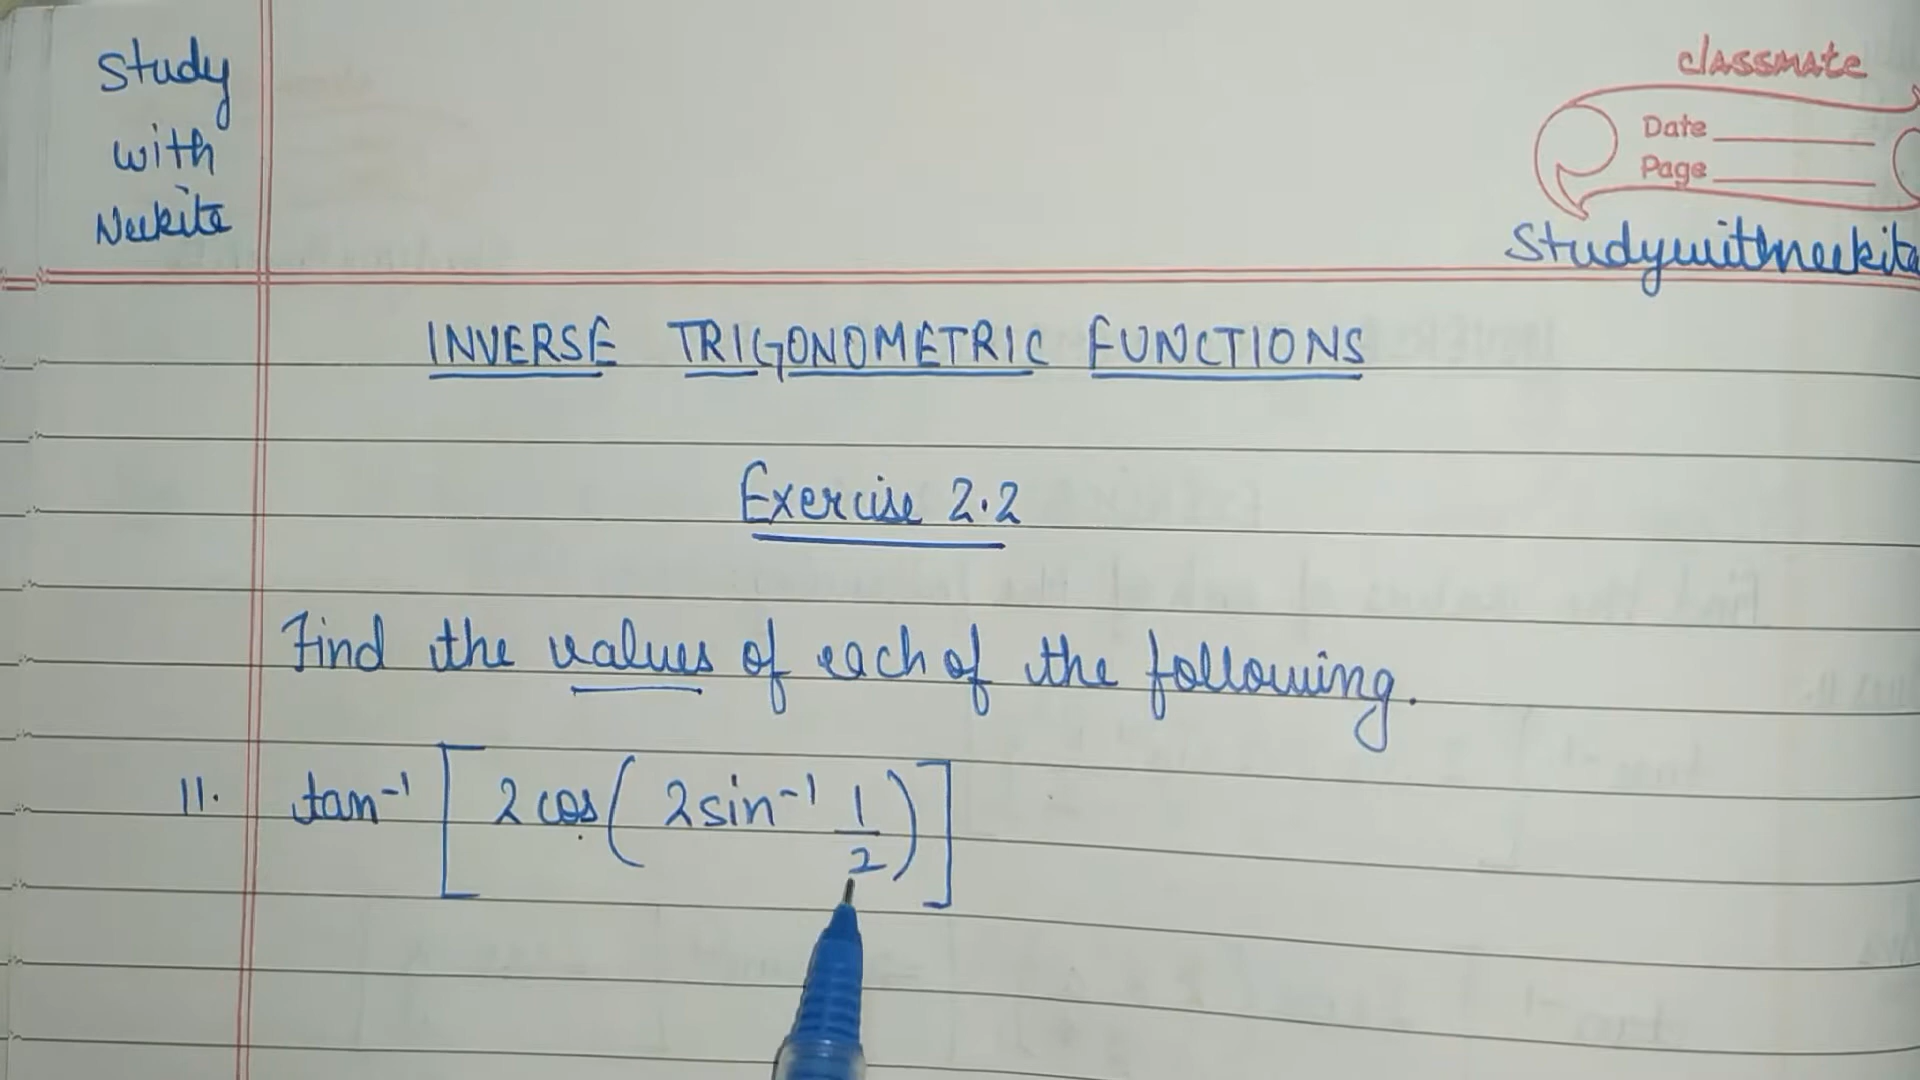 Study
with
Neekita
classmate
Date
Page
Studywithneekita
INVERSE TRIGONOMETRIC FUNCTIONS
Exercise 2.2
Find the values of each of the following.
11. tan⁻¹ [ 2 cos ( 2 sin⁻¹ 1/2 ) ]